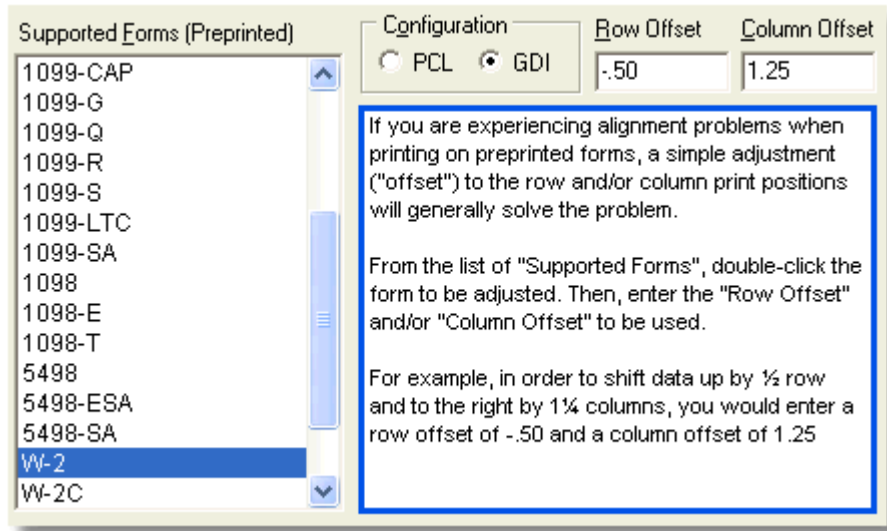 Supported Forms (Preprinted)
1099-CAP
1099-G
1099-Q
1099-R
1099-S
1099-LTC
1099-SA
1098
1098-E
1098-T
5498
5498-ESA
5498-SA
W-2
W-2C
Configuration
PCL GDI
Row Offset
-.50
Column Offset
1.25
If you are experiencing alignment problems when
printing on preprinted forms, a simple adjustment
("offset") to the row and/or column print positions
will generally solve the problem.
From the list of "Supported Forms", double-click the
form to be adjusted. Then, enter the "Row Offset"
and/or "Column Offset" to be used.
For example, in order to shift data up by ½ row
and to the right by 1¼ columns, you would enter a
row offset of -.50 and a column offset of 1.25